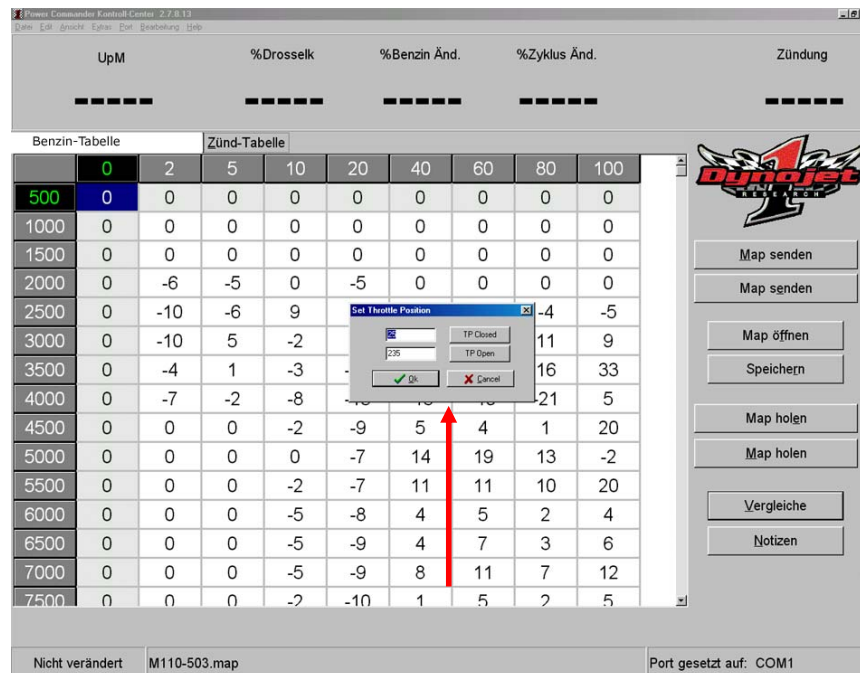 Power Commander Kontroll-Center 2.7.8.13
Datei Edit Ansicht Extras Port Bearbeitung Help
UpM %Drosselk %Benzin Änd. %Zyklus Änd. Zündung
Benzin-Tabelle Zünd-Tabelle
0 2 5 10 20 40 60 80 100
500 0 0 0 0 0 0 0 0 0
1000 0 0 0 0 0 0 0 0 0
1500 0 0 0 0 0 0 0 0 0
2000 0 -6 -5 0 -5 0 0 0 0
2500 0 -10 -6 9 -4 -5
3000 0 -10 5 -2 11 9
3500 0 -4 1 -3 16 33
4000 0 -7 -2 -8 -21 5
4500 0 0 0 -2 -9 5 4 1 20
5000 0 0 0 0 -7 14 19 13 -2
5500 0 0 0 -2 -7 11 11 10 20
6000 0 0 0 -5 -8 4 5 2 4
6500 0 0 0 -5 -9 4 7 3 6
7000 0 0 0 -5 -9 8 11 7 12
7500 0 0 0 -2 -10 1 5 2 5
Set Throttle Position
25 TP Closed
235 TP Open
Ok Cancel
Dynojet
RESEARCH
Map senden
Map senden
Map öffnen
Speichern
Map holen
Map holen
Vergleiche
Notizen
Nicht verändert M110-503.map Port gesetzt auf: COM1